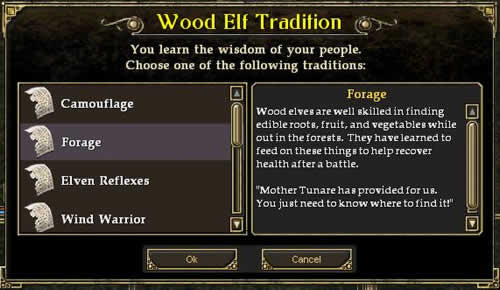 Wood Elf Tradition
You learn the wisdom of your people.
Choose one of the following traditions:
Camouflage
Forage
Elven Reflexes
Wind Warrior
Forage
Wood elves are well skilled in finding
edible roots, fruit, and vegetables while
out in the forests. They have learned to
feed on these things to help recover
health after a battle.
"Mother Tunare has provided for us.
You just need to know where to find it!"
Ok
Cancel